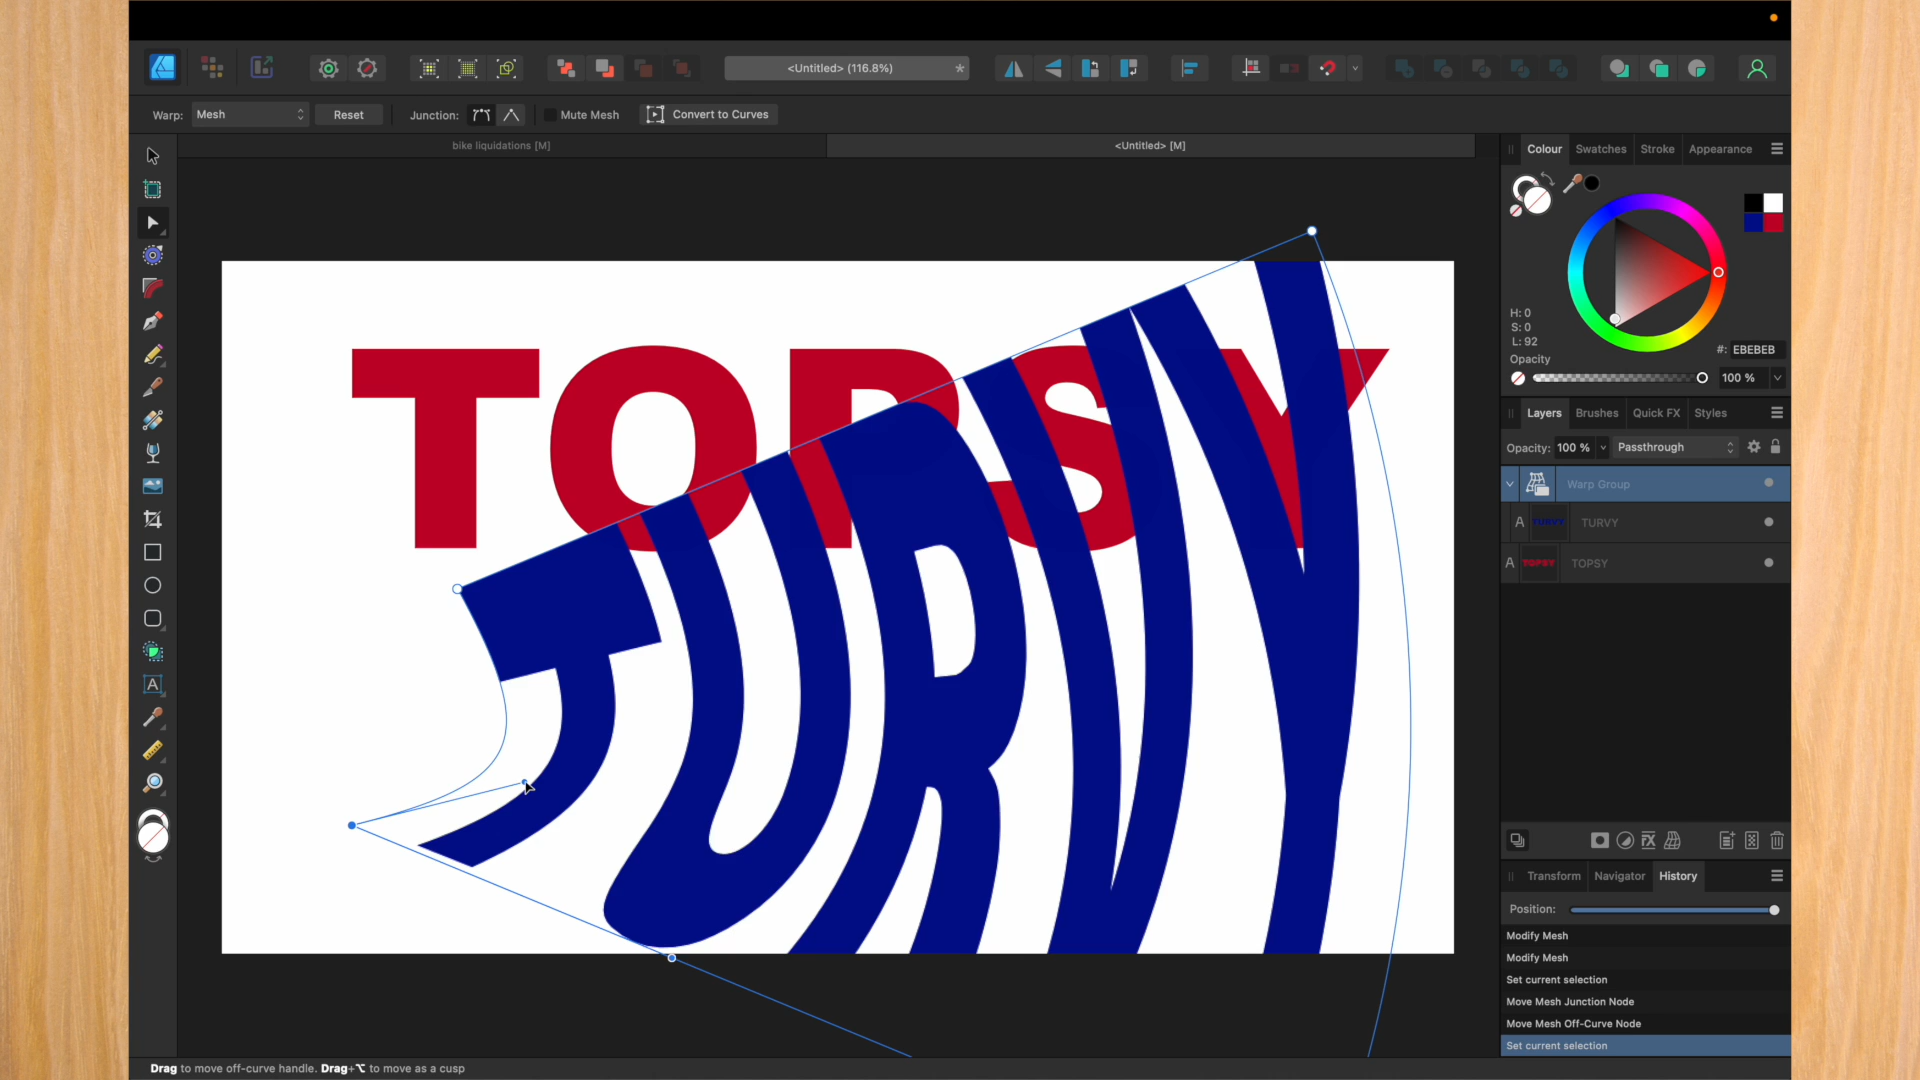 <Untitled> (116.8%)
*
Warp: Mesh Reset Junction: Mute Mesh Convert to Curves
bike liquidations [M]
<Untitled> [M]
Colour Swatches Stroke Appearance
H: 0
S: 0
L: 92
#: EBEBEB
Opacity
100 %
Layers Brushes Quick FX Styles
Opacity: 100 % Passthrough
Warp Group
A TURVY TURVY
A TOPSY TOPSY
TOPSY
TURVY
A
FX
Transform Navigator History
Position:
Modify Mesh
Modify Mesh
Set current selection
Move Mesh Junction Node
Move Mesh Off-Curve Node
Set current selection
Drag to move off-curve handle. Drag+⌥ to move as a cusp